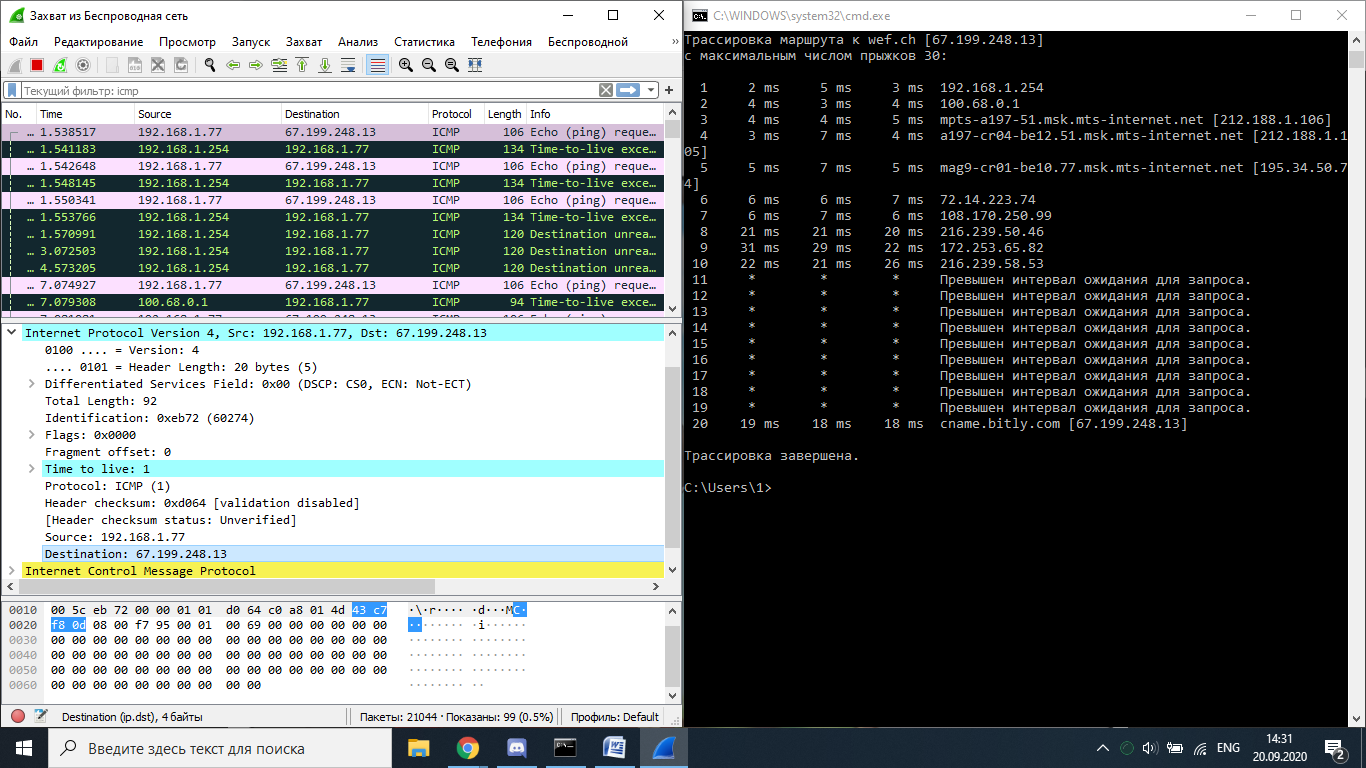 Захват из Беспроводная сеть
Файл Редактирование Просмотр Запуск Захват Анализ Статистика Телефония Беспроводной »
Текущий фильтр: icmp
No. Time Source Destination Protocol Length Info
… 1.538517 192.168.1.77 67.199.248.13 ICMP 106 Echo (ping) reque…
… 1.541183 192.168.1.254 192.168.1.77 ICMP 134 Time-to-live exce…
… 1.542648 192.168.1.77 67.199.248.13 ICMP 106 Echo (ping) reque…
… 1.548145 192.168.1.254 192.168.1.77 ICMP 134 Time-to-live exce…
… 1.550341 192.168.1.77 67.199.248.13 ICMP 106 Echo (ping) reque…
… 1.553766 192.168.1.254 192.168.1.77 ICMP 134 Time-to-live exce…
… 1.570991 192.168.1.254 192.168.1.77 ICMP 120 Destination unrea…
… 3.072503 192.168.1.254 192.168.1.77 ICMP 120 Destination unrea…
… 4.573205 192.168.1.254 192.168.1.77 ICMP 120 Destination unrea…
… 7.074927 192.168.1.77 67.199.248.13 ICMP 106 Echo (ping) reque…
… 7.079308 100.68.0.1 192.168.1.77 ICMP 94 Time-to-live exce…
Internet Protocol Version 4, Src: 192.168.1.77, Dst: 67.199.248.13
0100 .... = Version: 4
.... 0101 = Header Length: 20 bytes (5)
Differentiated Services Field: 0x00 (DSCP: CS0, ECN: Not-ECT)
Total Length: 92
Identification: 0xeb72 (60274)
Flags: 0x0000
Fragment offset: 0
Time to live: 1
Protocol: ICMP (1)
Header checksum: 0xd064 [validation disabled]
[Header checksum status: Unverified]
Source: 192.168.1.77
Destination: 67.199.248.13
Internet Control Message Protocol
0010 00 5c eb 72 00 00 01 01 d0 64 c0 a8 01 4d 43 c7 ·\·r···· ·d···MC·
0020 f8 0d 08 00 f7 95 00 01 00 69 00 00 00 00 00 00 ········ ·i······
0030 00 00 00 00 00 00 00 00 00 00 00 00 00 00 00 00 ········ ········
0040 00 00 00 00 00 00 00 00 00 00 00 00 00 00 00 00 ········ ········
0050 00 00 00 00 00 00 00 00 00 00 00 00 00 00 00 00 ········ ········
0060 00 00 00 00 00 00 00 00 00 00 ········ ··
Destination (ip.dst), 4 байты Пакеты: 21044 · Показаны: 99 (0.5%) Профиль: Default
C:\WINDOWS\system32\cmd.exe
Трассировка маршрута к wef.ch [67.199.248.13]
с максимальным числом прыжков 30:
1 2 ms 5 ms 3 ms 192.168.1.254
2 4 ms 3 ms 4 ms 100.68.0.1
3 4 ms 4 ms 5 ms mpts-a197-51.msk.mts-internet.net [212.188.1.106]
4 3 ms 7 ms 4 ms a197-cr04-be12.51.msk.mts-internet.net [212.188.1.1
05]
5 5 ms 7 ms 5 ms mag9-cr01-be10.77.msk.mts-internet.net [195.34.50.7
4]
6 6 ms 6 ms 7 ms 72.14.223.74
7 6 ms 7 ms 6 ms 108.170.250.99
8 21 ms 21 ms 20 ms 216.239.50.46
9 31 ms 29 ms 22 ms 172.253.65.82
10 22 ms 21 ms 26 ms 216.239.58.53
11 * * * Превышен интервал ожидания для запроса.
12 * * * Превышен интервал ожидания для запроса.
13 * * * Превышен интервал ожидания для запроса.
14 * * * Превышен интервал ожидания для запроса.
15 * * * Превышен интервал ожидания для запроса.
16 * * * Превышен интервал ожидания для запроса.
17 * * * Превышен интервал ожидания для запроса.
18 * * * Превышен интервал ожидания для запроса.
19 * * * Превышен интервал ожидания для запроса.
20 19 ms 18 ms 18 ms cname.bitly.com [67.199.248.13]
Трассировка завершена.
C:\Users\1>
Введите здесь текст для поиска
ENG
14:31
20.09.2020
2